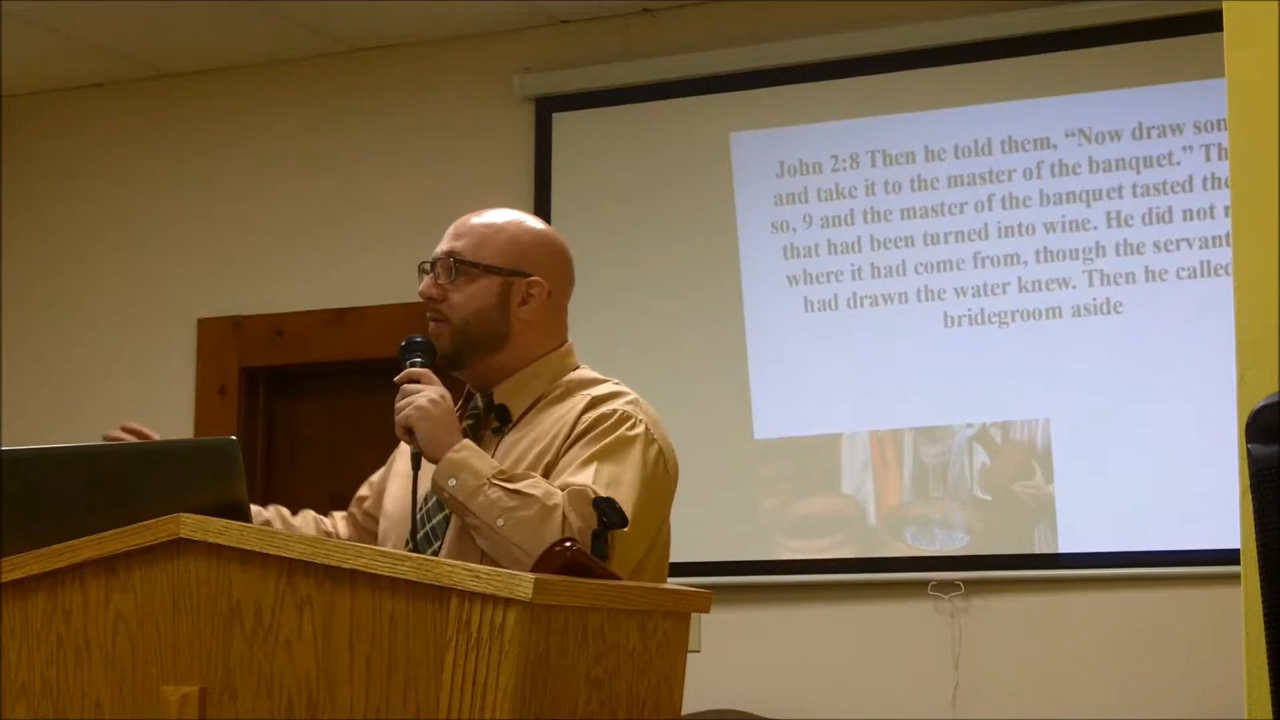 John 2:8 Then he told them, “Now draw
and take it to the master of the banquet.”
so, 9 and the master of the banquet tasted
that had been turned into wine. He did not
where it had come from, though the
had drawn the water knew. Then he called
bridegroom aside